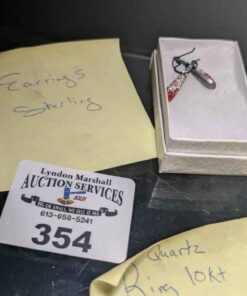 Earrings
Sterling
Lyndon Marshall
AUCTION SERVICES
613-658-5241
354
Quartz
Ring 10kt